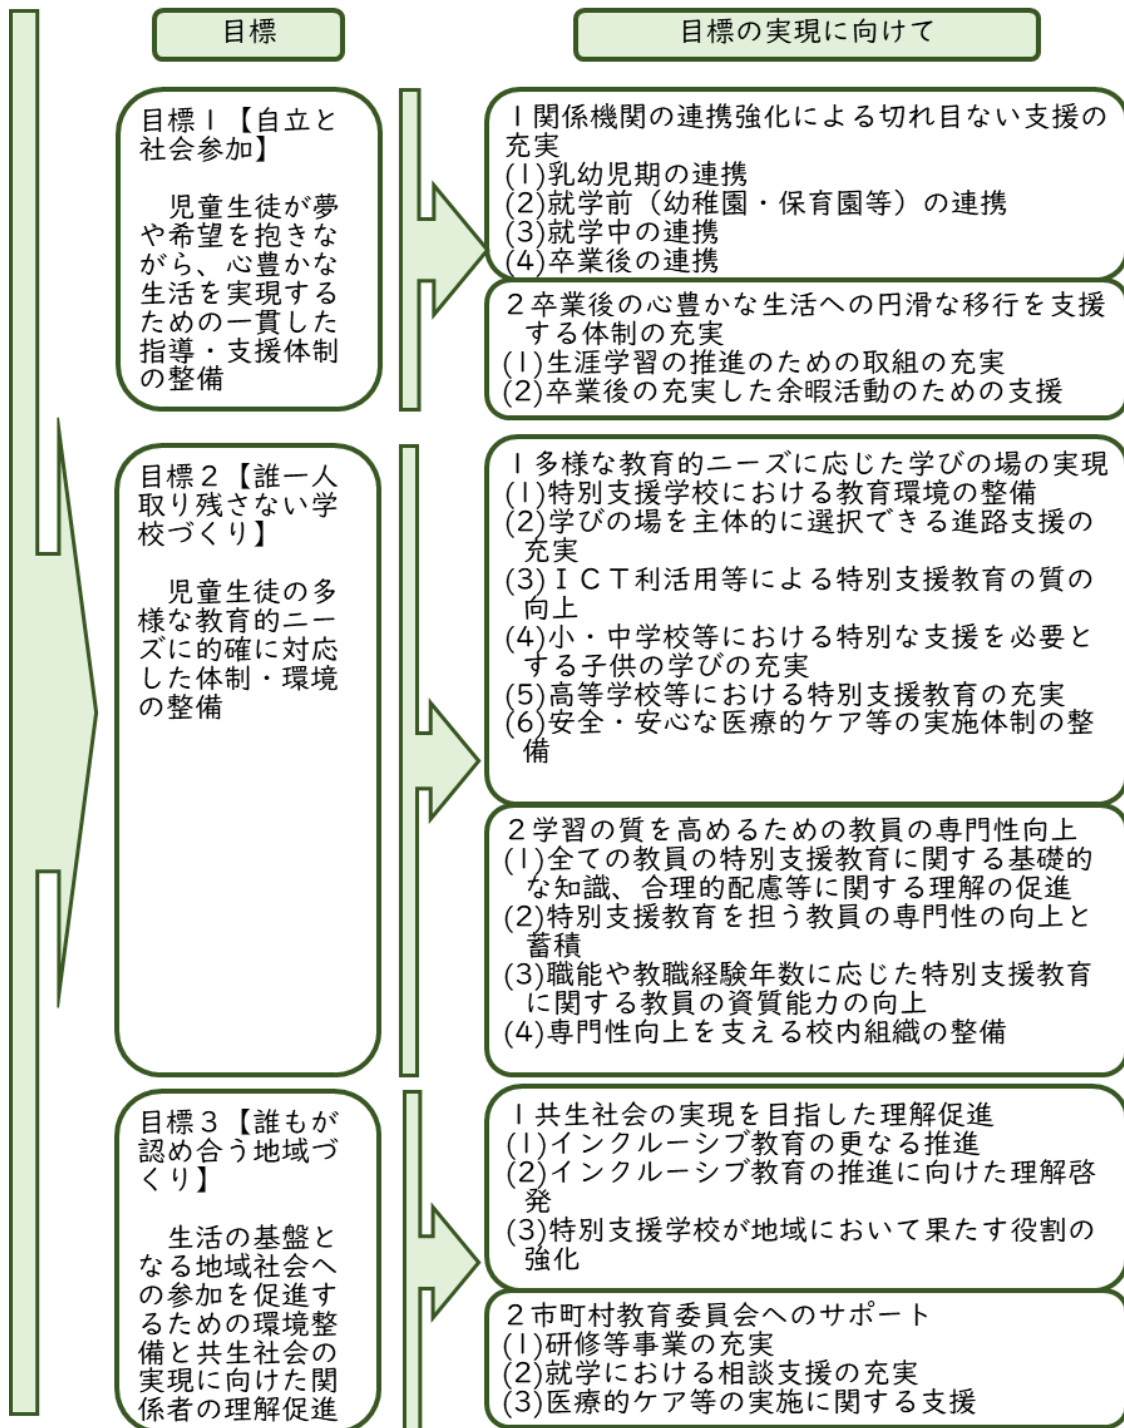 目標
目標の実現に向けて
目標１【自立と
社会参加】
児童生徒が夢
や希望を抱きな
がら、心豊かな
生活を実現する
ための一貫した
指導・支援体制
の整備
１関係機関の連携強化による切れ目ない支援の
充実
(1)乳幼児期の連携
(2)就学前（幼稚園・保育園等）の連携
(3)就学中の連携
(4)卒業後の連携
２卒業後の心豊かな生活への円滑な移行を支援
する体制の充実
(1)生涯学習の推進のための取組の充実
(2)卒業後の充実した余暇活動のための支援
目標２【誰一人
取り残さない学
校づくり】
児童生徒の多
様な教育的ニー
ズに的確に対応
した体制・環境
の整備
１多様な教育的ニーズに応じた学びの場の実現
(1)特別支援学校における教育環境の整備
(2)学びの場を主体的に選択できる進路支援の
充実
(3)ＩＣＴ利活用等による特別支援教育の質の
向上
(4)小・中学校等における特別な支援を必要と
する子供の学びの充実
(5)高等学校等における特別支援教育の充実
(6)安全・安心な医療的ケア等の実施体制の整
備
２学習の質を高めるための教員の専門性向上
(1)全ての教員の特別支援教育に関する基礎的
な知識、合理的配慮等に関する理解の促進
(2)特別支援教育を担う教員の専門性の向上と
蓄積
(3)職能や教職経験年数に応じた特別支援教育
に関する教員の資質能力の向上
(4)専門性向上を支える校内組織の整備
目標３【誰もが
認め合う地域づ
くり】
生活の基盤と
なる地域社会へ
の参加を促進す
るための環境整
備と共生社会の
実現に向けた関
係者の理解促進
１共生社会の実現を目指した理解促進
(1)インクルーシブ教育の更なる推進
(2)インクルーシブ教育の推進に向けた理解啓
発
(3)特別支援学校が地域において果たす役割の
強化
２市町村教育委員会へのサポート
(1)研修等事業の充実
(2)就学における相談支援の充実
(3)医療的ケア等の実施に関する支援